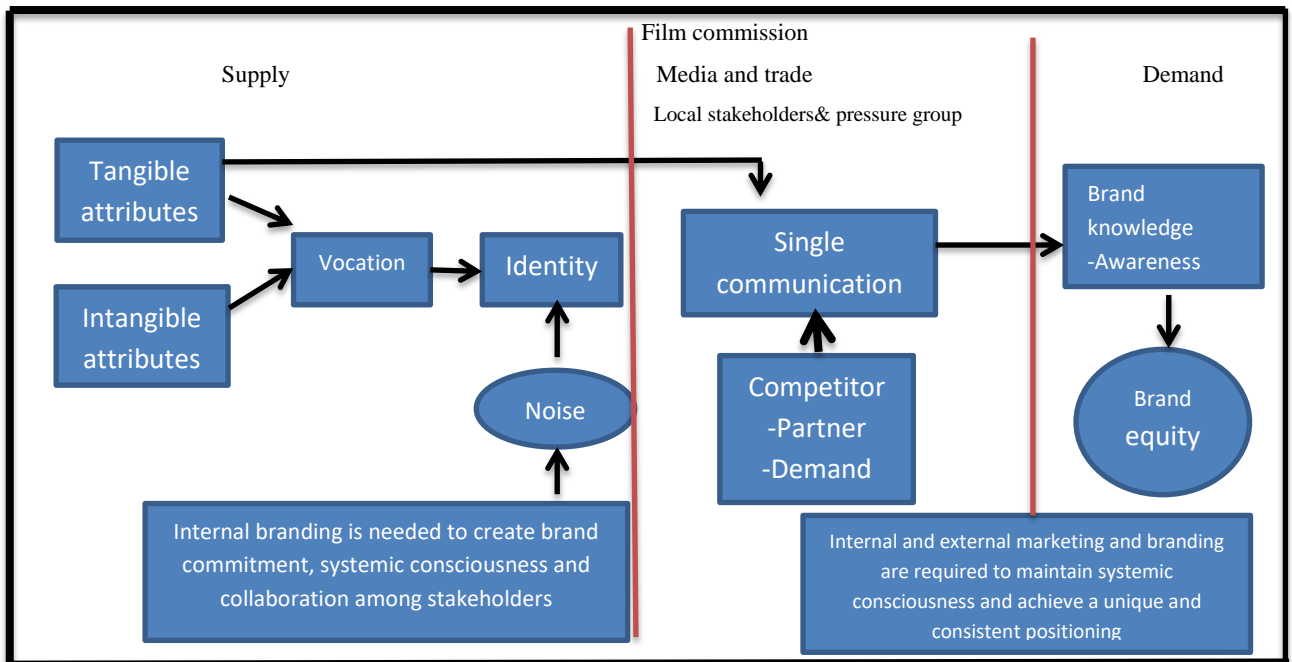 Film commission
Supply
Media and trade
Demand
Local stakeholders& pressure group
Tangible
attributes
Intangible
attributes
Vocation
Identity
Noise
Internal branding is needed to create brand
commitment, systemic consciousness and
collaboration among stakeholders
Single
communication
Competitor
-Partner
-Demand
Brand
knowledge
-Awareness
Brand
equity
Internal and external marketing and branding
are required to maintain systemic
consciousness and achieve a unique and
consistent positioning